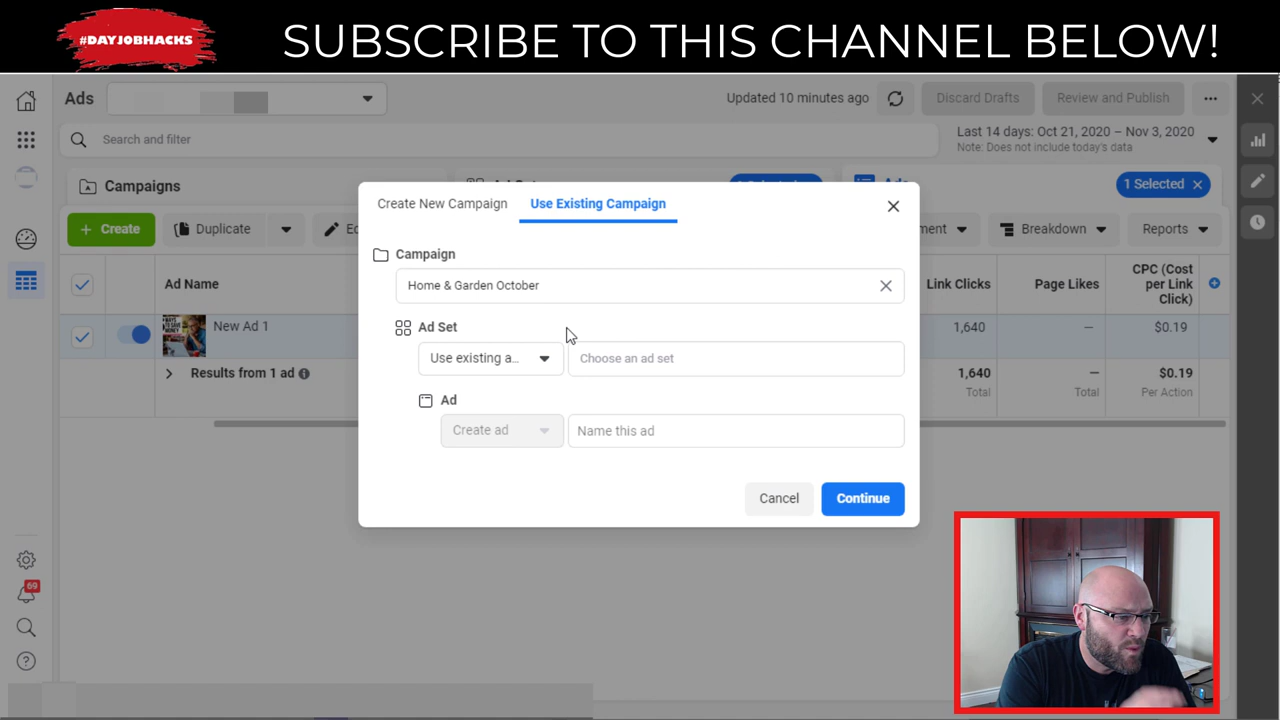 #DAYJOBHACKS
SUBSCRIBE TO THIS CHANNEL BELOW!
Ads
Updated 10 minutes ago
Discard Drafts
Review and Publish
Search and filter
Last 14 days: Oct 21, 2020 – Nov 3, 2020
Note: Does not include today's data
Campaigns
1 Selected
+ Create
Duplicate
Breakdown
Reports
Ad Name
Link Clicks
Page Likes
CPC (Cost
per Link
Click)
New Ad 1
1,640
—
$0.19
Results from 1 ad
1,640
Total
—
Total
$0.19
Per Action
Create New Campaign
Use Existing Campaign
Campaign
Home & Garden October
Ad Set
Use existing a...
Choose an ad set
Ad
Create ad
Name this ad
Cancel
Continue
69